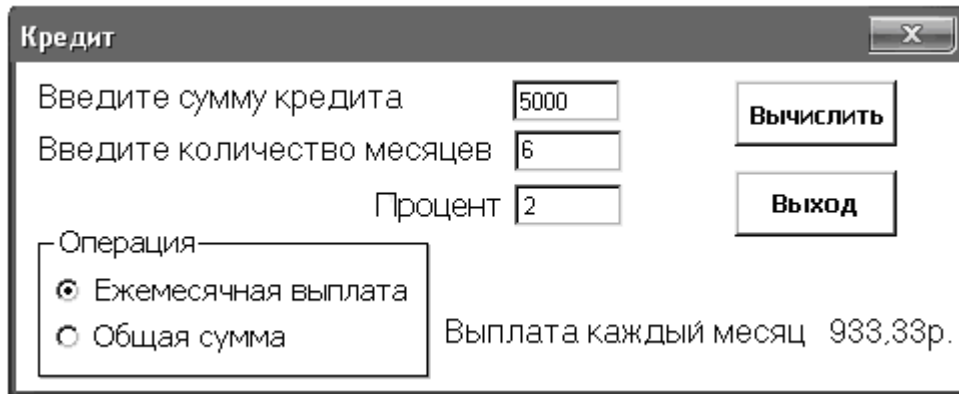 Кредит
Введите сумму кредита 5000 Вычислить
Введите количество месяцев 6
Процент 2 Выход
Операция
Ежемесячная выплата
Общая сумма
Выплата каждый месяц 933,33р.